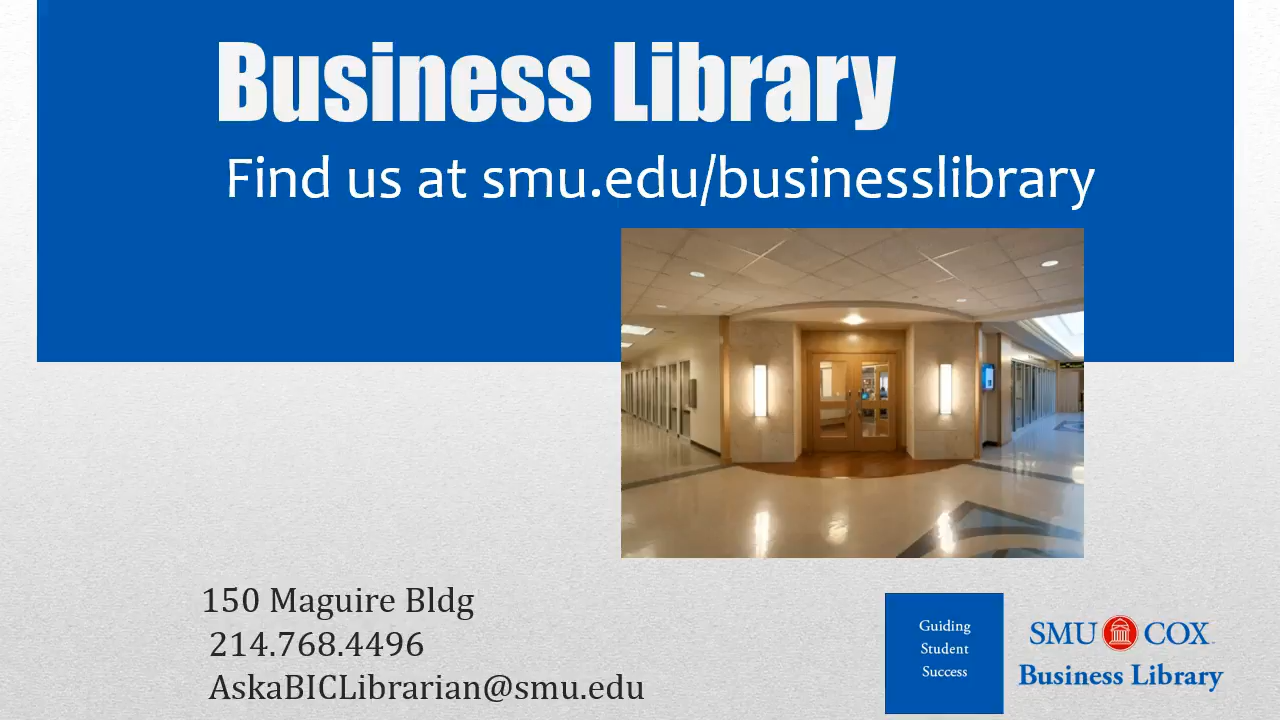 Business Library
Find us at smu.edu/businesslibrary
150 Maguire Bldg
214.768.4496
AskaBICLibrarian@smu.edu
Guiding
Student
Success
SMU COX
Business Library